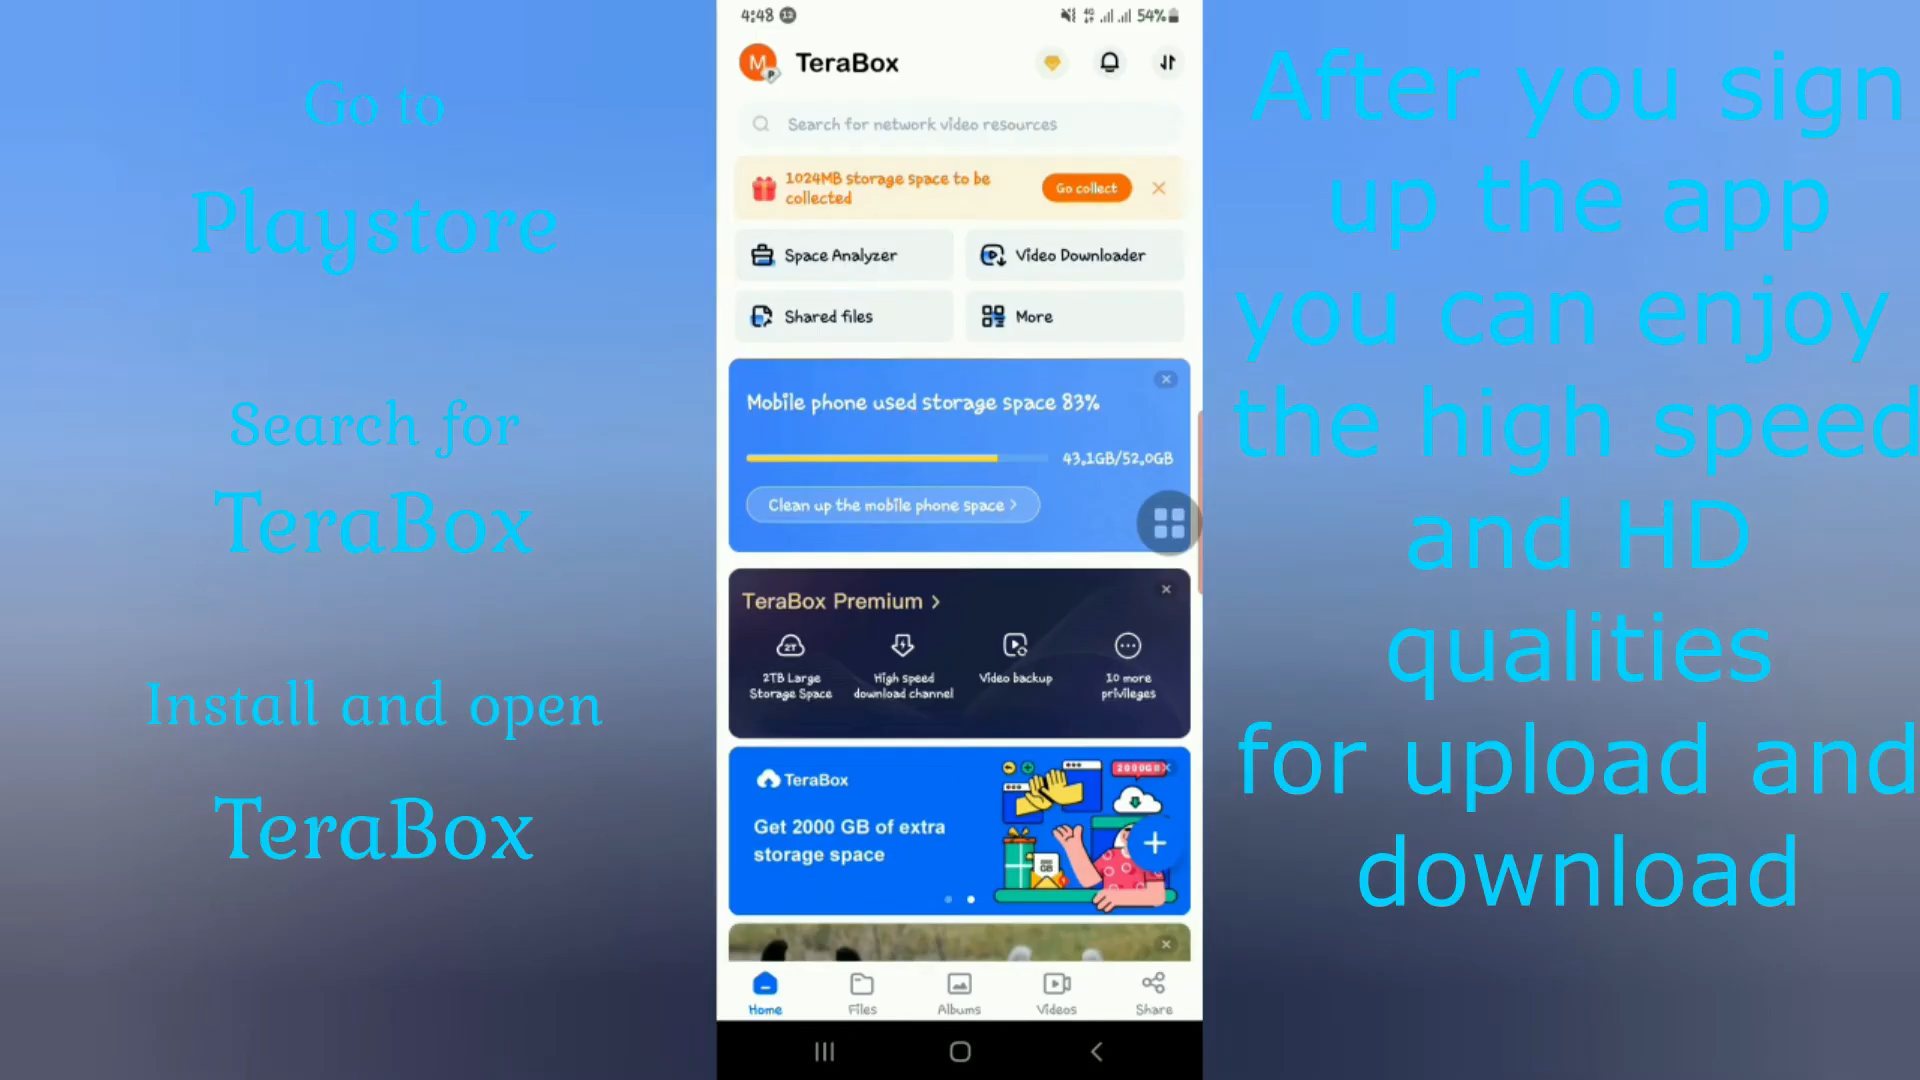 Go to
Playstore
Search for
TeraBox
Install and open
TeraBox
4:48 12
4G 54%
M P TeraBox
Search for network video resources
1024MB storage space to be
collected
Go collect
Space Analyzer
Video Downloader
Shared files
More
Mobile phone used storage space 83%
43.1GB/52.0GB
Clean up the mobile phone space >
TeraBox Premium >
2T
2TB Large
Storage Space
High speed
download channel
Video backup
10 more
privileges
TeraBox
Get 2000 GB of extra
storage space
2000GB
GB
Home
Files
Albums
Videos
Share
After you sign
up the app
you can enjoy
the high speed
and HD
qualities
for upload and
download